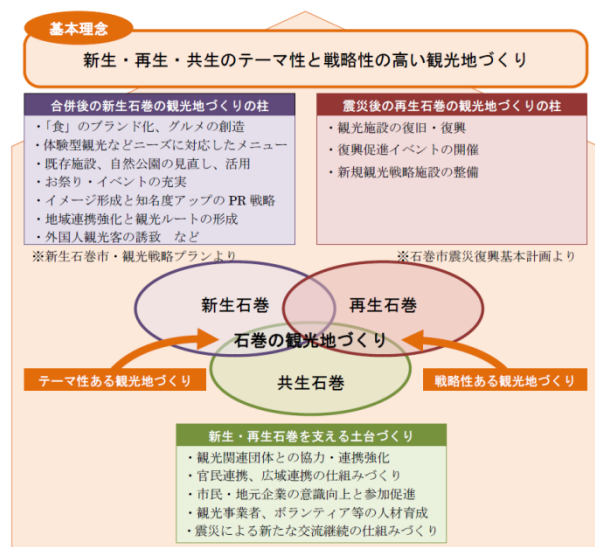 基本理念
新生・再生・共生のテーマ性と戦略性の高い観光地づくり
合併後の新生石巻の観光地づくりの柱
・「食」のブランド化、グルメの創造
・体験型観光などニーズに対応したメニュー
・既存施設、自然公園の見直し、活用
・お祭り・イベントの充実
・イメージ形成と知名度アップの PR 戦略
・地域連携強化と観光ルートの形成
・外国人観光客の誘致 など
※新生石巻市・観光戦略プランより
震災後の再生石巻の観光地づくりの柱
・観光施設の復旧・復興
・復興促進イベントの開催
・新規観光戦略施設の整備
※石巻市震災復興基本計画より
新生石巻
再生石巻
石巻の観光地づくり
共生石巻
テーマ性ある観光地づくり
戦略性ある観光地づくり
新生・再生石巻を支える土台づくり
・観光関連団体との協力・連携強化
・官民連携、広域連携の仕組みづくり
・市民・地元企業の意識向上と参加促進
・観光事業者、ボランティア等の人材育成
・震災による新たな交流継続の仕組みづくり